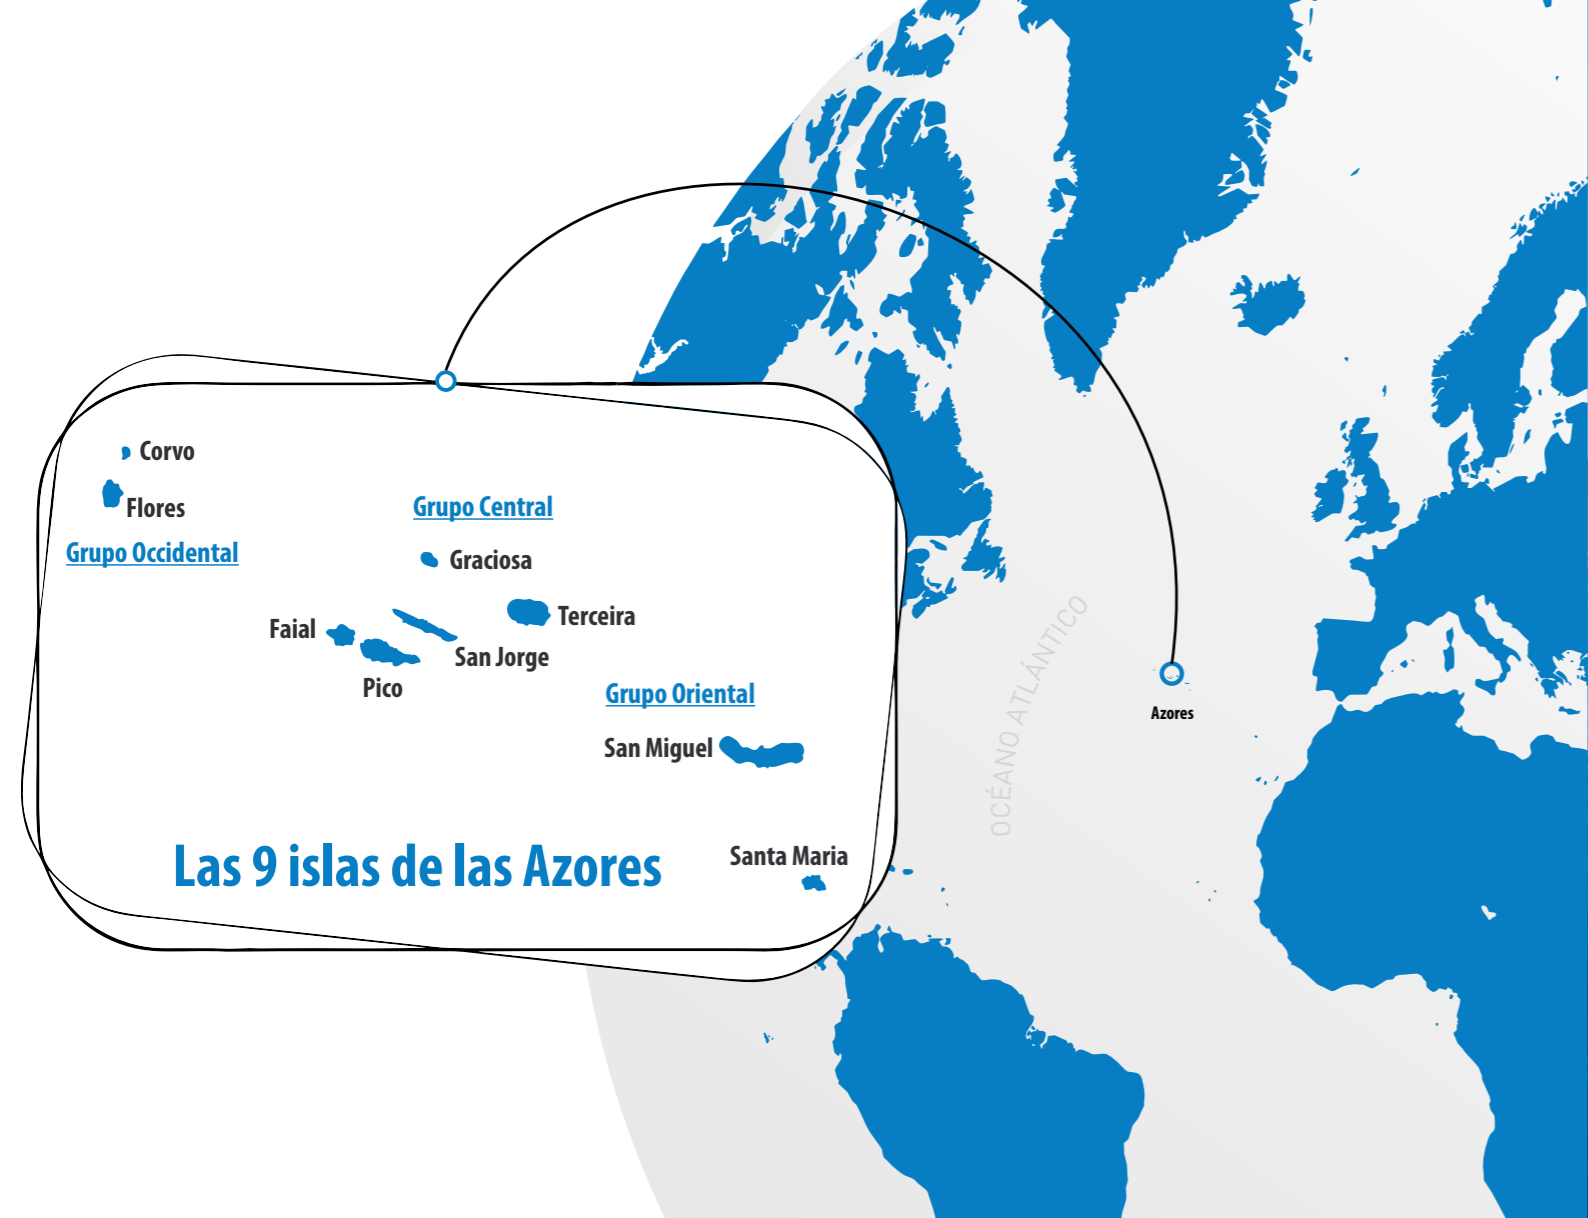 Corvo
Flores
Grupo Occidental
Grupo Central
Graciosa
Terceira
Faial
San Jorge
Pico
Grupo Oriental
San Miguel
Santa Maria
Las 9 islas de las Azores
OCÉANO ATLÁNTICO
Azores